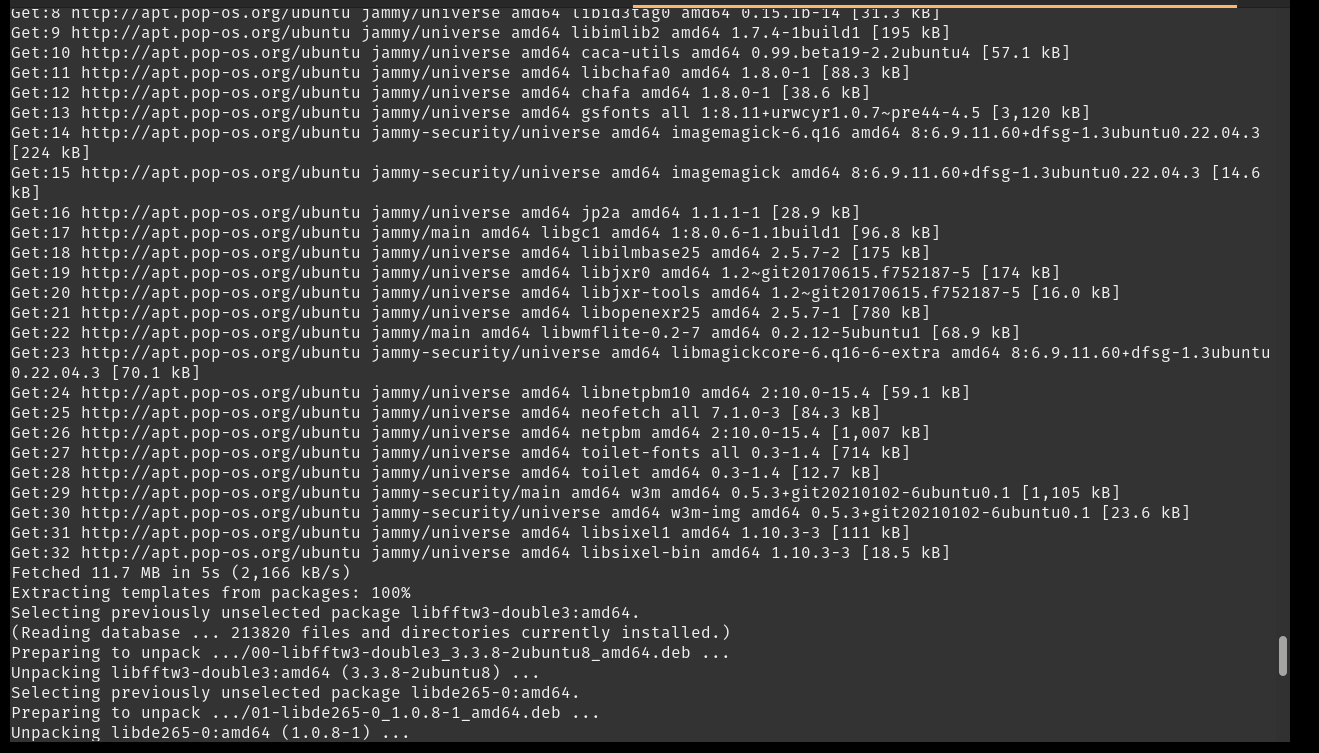 Get:8 http://apt.pop-os.org/ubuntu jammy/universe amd64 libid3tag0 amd64 0.15.1b-14 [31.3 kB]
Get:9 http://apt.pop-os.org/ubuntu jammy/universe amd64 libimlib2 amd64 1.7.4-1build1 [195 kB]
Get:10 http://apt.pop-os.org/ubuntu jammy/universe amd64 caca-utils amd64 0.99.beta19-2.2ubuntu4 [57.1 kB]
Get:11 http://apt.pop-os.org/ubuntu jammy/universe amd64 libchafa0 amd64 1.8.0-1 [88.3 kB]
Get:12 http://apt.pop-os.org/ubuntu jammy/universe amd64 chafa amd64 1.8.0-1 [38.6 kB]
Get:13 http://apt.pop-os.org/ubuntu jammy/universe amd64 gsfonts all 1:8.11+urwcyr1.0.7~pre44-4.5 [3,120 kB]
Get:14 http://apt.pop-os.org/ubuntu jammy-security/universe amd64 imagemagick-6.q16 amd64 8:6.9.11.60+dfsg-1.3ubuntu0.22.04.3
[224 kB]
Get:15 http://apt.pop-os.org/ubuntu jammy-security/universe amd64 imagemagick amd64 8:6.9.11.60+dfsg-1.3ubuntu0.22.04.3 [14.6
kB]
Get:16 http://apt.pop-os.org/ubuntu jammy/universe amd64 jp2a amd64 1.1.1-1 [28.9 kB]
Get:17 http://apt.pop-os.org/ubuntu jammy/main amd64 libgc1 amd64 1:8.0.6-1.1build1 [96.8 kB]
Get:18 http://apt.pop-os.org/ubuntu jammy/universe amd64 libilmbase25 amd64 2.5.7-2 [175 kB]
Get:19 http://apt.pop-os.org/ubuntu jammy/universe amd64 libjxr0 amd64 1.2~git20170615.f752187-5 [174 kB]
Get:20 http://apt.pop-os.org/ubuntu jammy/universe amd64 libjxr-tools amd64 1.2~git20170615.f752187-5 [16.0 kB]
Get:21 http://apt.pop-os.org/ubuntu jammy/universe amd64 libopenexr25 amd64 2.5.7-1 [780 kB]
Get:22 http://apt.pop-os.org/ubuntu jammy/main amd64 libwmflite-0.2-7 amd64 0.2.12-5ubuntu1 [68.9 kB]
Get:23 http://apt.pop-os.org/ubuntu jammy-security/universe amd64 libmagickcore-6.q16-6-extra amd64 8:6.9.11.60+dfsg-1.3ubuntu
0.22.04.3 [70.1 kB]
Get:24 http://apt.pop-os.org/ubuntu jammy/universe amd64 libnetpbm10 amd64 2:10.0-15.4 [59.1 kB]
Get:25 http://apt.pop-os.org/ubuntu jammy/universe amd64 neofetch all 7.1.0-3 [84.3 kB]
Get:26 http://apt.pop-os.org/ubuntu jammy/universe amd64 netpbm amd64 2:10.0-15.4 [1,007 kB]
Get:27 http://apt.pop-os.org/ubuntu jammy/universe amd64 toilet-fonts all 0.3-1.4 [714 kB]
Get:28 http://apt.pop-os.org/ubuntu jammy/universe amd64 toilet amd64 0.3-1.4 [12.7 kB]
Get:29 http://apt.pop-os.org/ubuntu jammy-security/main amd64 w3m amd64 0.5.3+git20210102-6ubuntu0.1 [1,105 kB]
Get:30 http://apt.pop-os.org/ubuntu jammy-security/universe amd64 w3m-img amd64 0.5.3+git20210102-6ubuntu0.1 [23.6 kB]
Get:31 http://apt.pop-os.org/ubuntu jammy/universe amd64 libsixel1 amd64 1.10.3-3 [111 kB]
Get:32 http://apt.pop-os.org/ubuntu jammy/universe amd64 libsixel-bin amd64 1.10.3-3 [18.5 kB]
Fetched 11.7 MB in 5s (2,166 kB/s)
Extracting templates from packages: 100%
Selecting previously unselected package libfftw3-double3:amd64.
(Reading database ... 213820 files and directories currently installed.)
Preparing to unpack .../00-libfftw3-double3_3.3.8-2ubuntu8_amd64.deb ...
Unpacking libfftw3-double3:amd64 (3.3.8-2ubuntu8) ...
Selecting previously unselected package libde265-0:amd64.
Preparing to unpack .../01-libde265-0_1.0.8-1_amd64.deb ...
Unpacking libde265-0:amd64 (1.0.8-1) ...